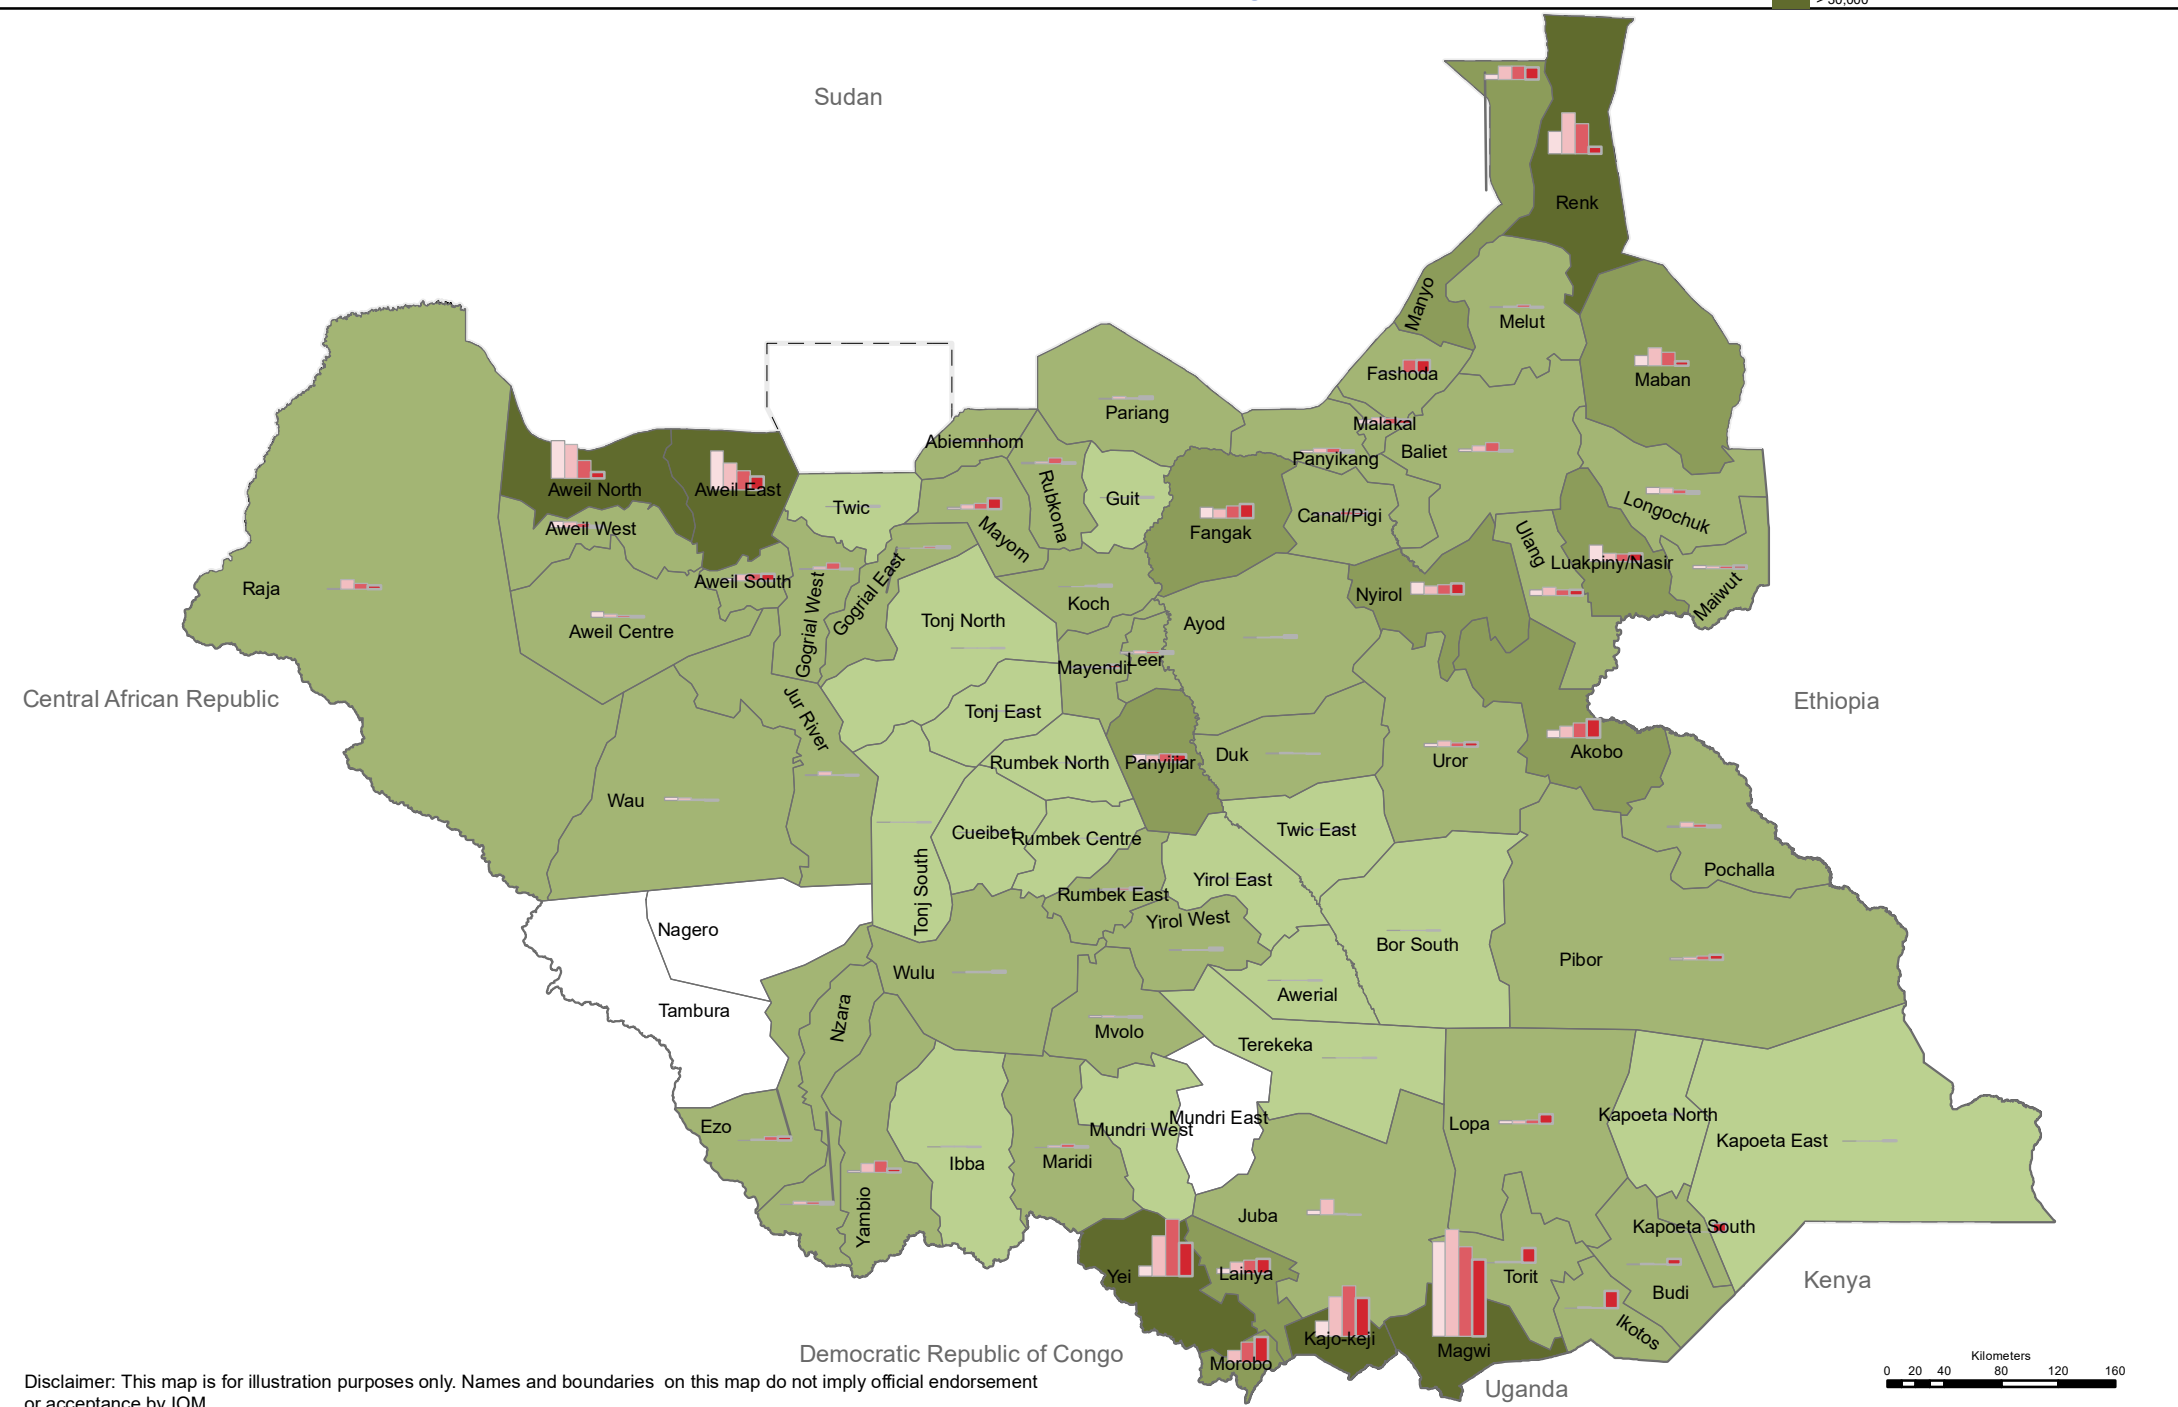 > 30,000
Sudan
Renk
Manyo
Melut
Maban
Fashoda
Pariang
Malakal
Abiemnhom
Baliet
Panyikang
Aweil North
Aweil East
Rubkona
Guit
Longochuk
Twic
Canal/Pigi
Aweil West
Mayom
Fangak
Ulang
Luakpiny/Nasir
Aweil South
Raja
Gogrial East
Nyirol
Maiwut
Koch
Gogrial West
Tonj North
Ayod
Aweil Centre
Mayendit
Leer
Central African Republic
Ethiopia
Jur River
Tonj East
Rumbek North
Panyijiar
Duk
Uror
Akobo
Wau
Cueibet
Rumbek Centre
Twic East
Pochalla
Tonj South
Rumbek East
Yirol East
Yirol West
Nagero
Bor South
Pibor
Wulu
Awerial
Tambura
Nzara
Mvolo
Terekeka
Ezo
Mundri East
Mundri West
Lopa
Kapoeta North
Kapoeta East
Ibba
Maridi
Yambio
Juba
Kapoeta South
Yei
Lainya
Torit
Budi
Kenya
Ikotos
Kajo-keji
Magwi
Morobo
Democratic Republic of Congo
Uganda
Kilometers
0 20 40 80 120 160
Disclaimer: This map is for illustration purposes only. Names and boundaries  on this map do not imply official endorsement
or acceptance by IOM